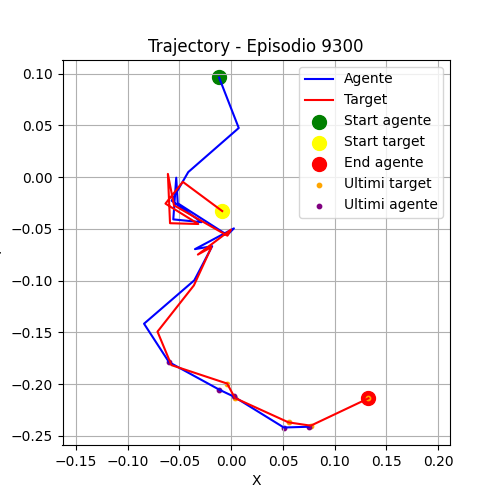 Trajectory - Episodio 9300
0.10
0.05
0.00
−0.05
−0.10
−0.15
−0.20
−0.25
Agente
Target
Start agente
Start target
End agente
Ultimi target
Ultimi agente
−0.15 −0.10 −0.05 0.00 0.05 0.10 0.15 0.20
X